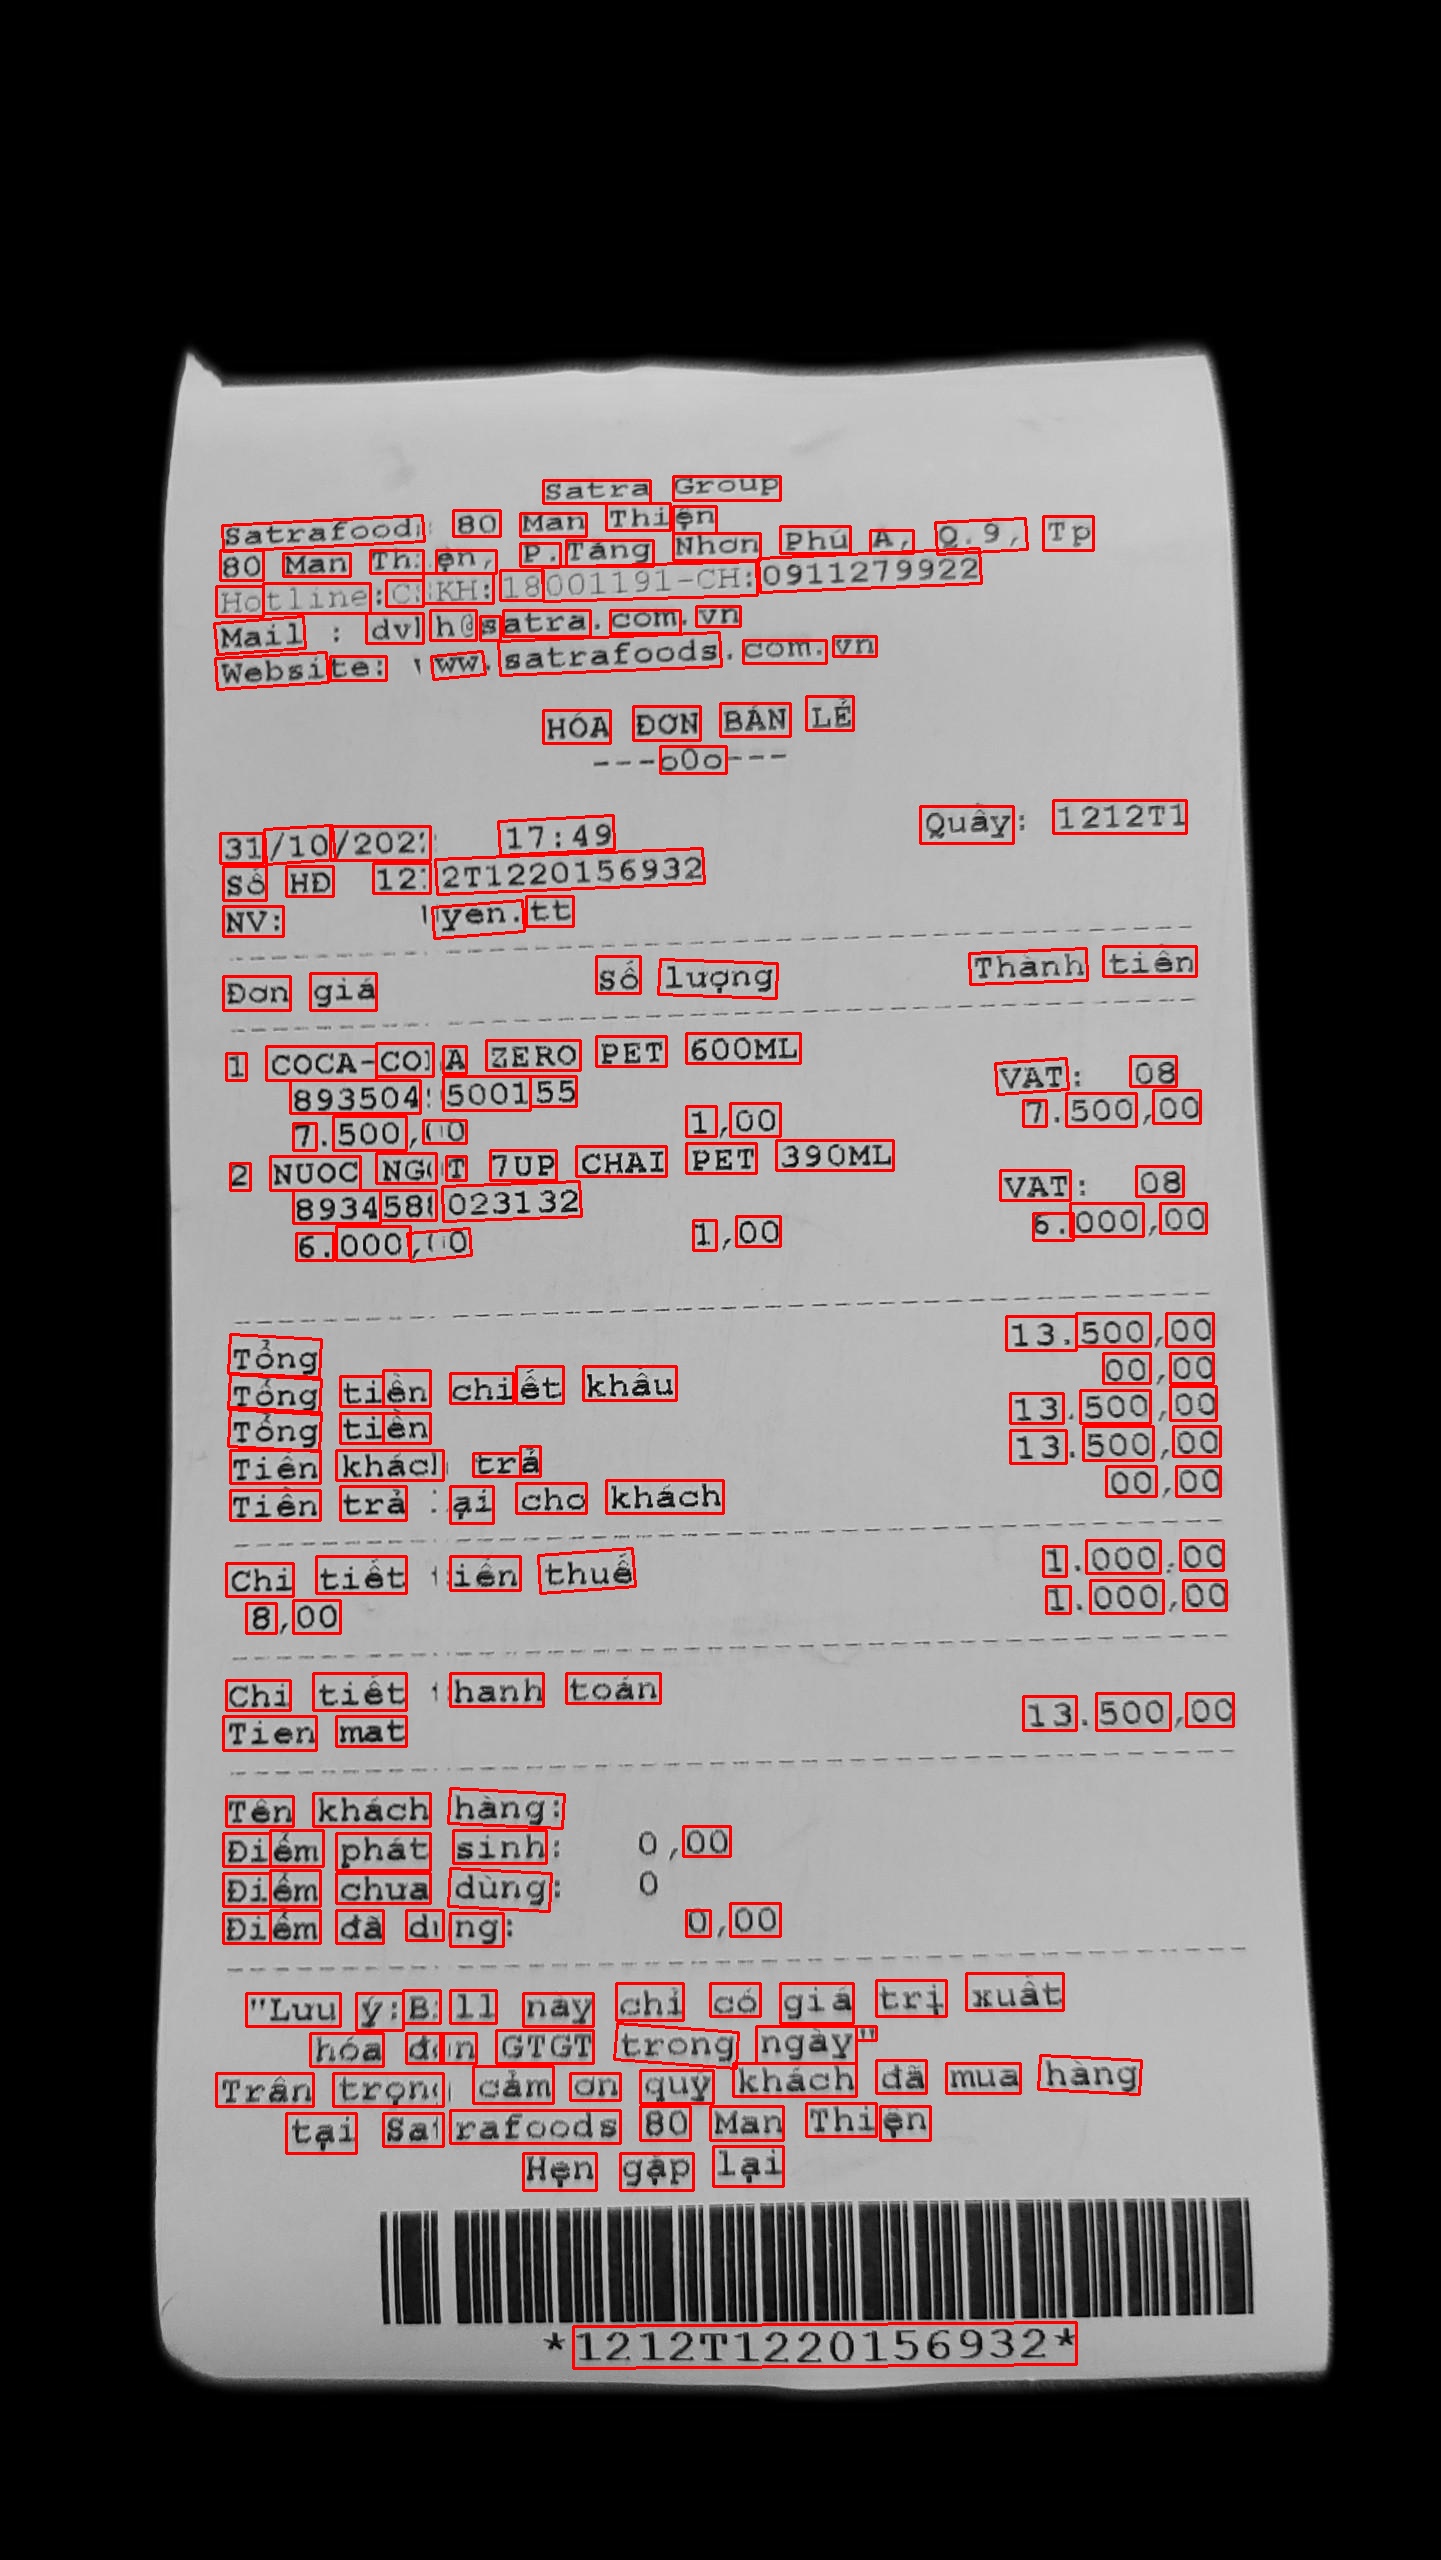 Satra Group
Satrafoods 80 Man Thiện
80 Man Thiện, P.Tăng Nhơn Phú A, Q.9, Tp
Hotline:CSKH:18001191-CH:0911279922
Mail : dvkh@satra.com.vn
Website: www.satrafoods.com.vn
HÓA ĐƠN BÁN LẺ
---oOo---
Quầy: 1212T1
31/10/2022 17:49
Số HĐ 1212T1220156932
NV: yen.tt
Đơn giá Số lượng Thành tiền
1 COCA-COLA ZERO PET 600ML VAT: 08
893504 500155
7.500,00 1,00 7.500,00
2 NUOC NGOT 7UP CHAI PET 390ML VAT: 08
8934588023132
6.000,00 1,00 6.000,00
Tổng 13.500,00
Tổng tiền chiết khấu 00,00
Tổng tiền 13.500,00
Tiền khách trả 13.500,00
Tiền trả lại cho khách 00,00
Chi tiết tiền thuế 1.000,00
8,00 1.000,00
Chi tiết thanh toán
Tien mat 13.500,00
Tên khách hàng:
Điểm phát sinh: 0,00
Điểm chưa dùng: 0
Điểm đã dùng: 0,00
"Lưu ý:Bill này chỉ có giá trị xuất
hóa đơn GTGT trong ngày"
Trân trọng cảm ơn quý khách đã mua hàng
tại Satrafoods 80 Man Thiện
Hẹn gặp lại
*1212T1220156932*